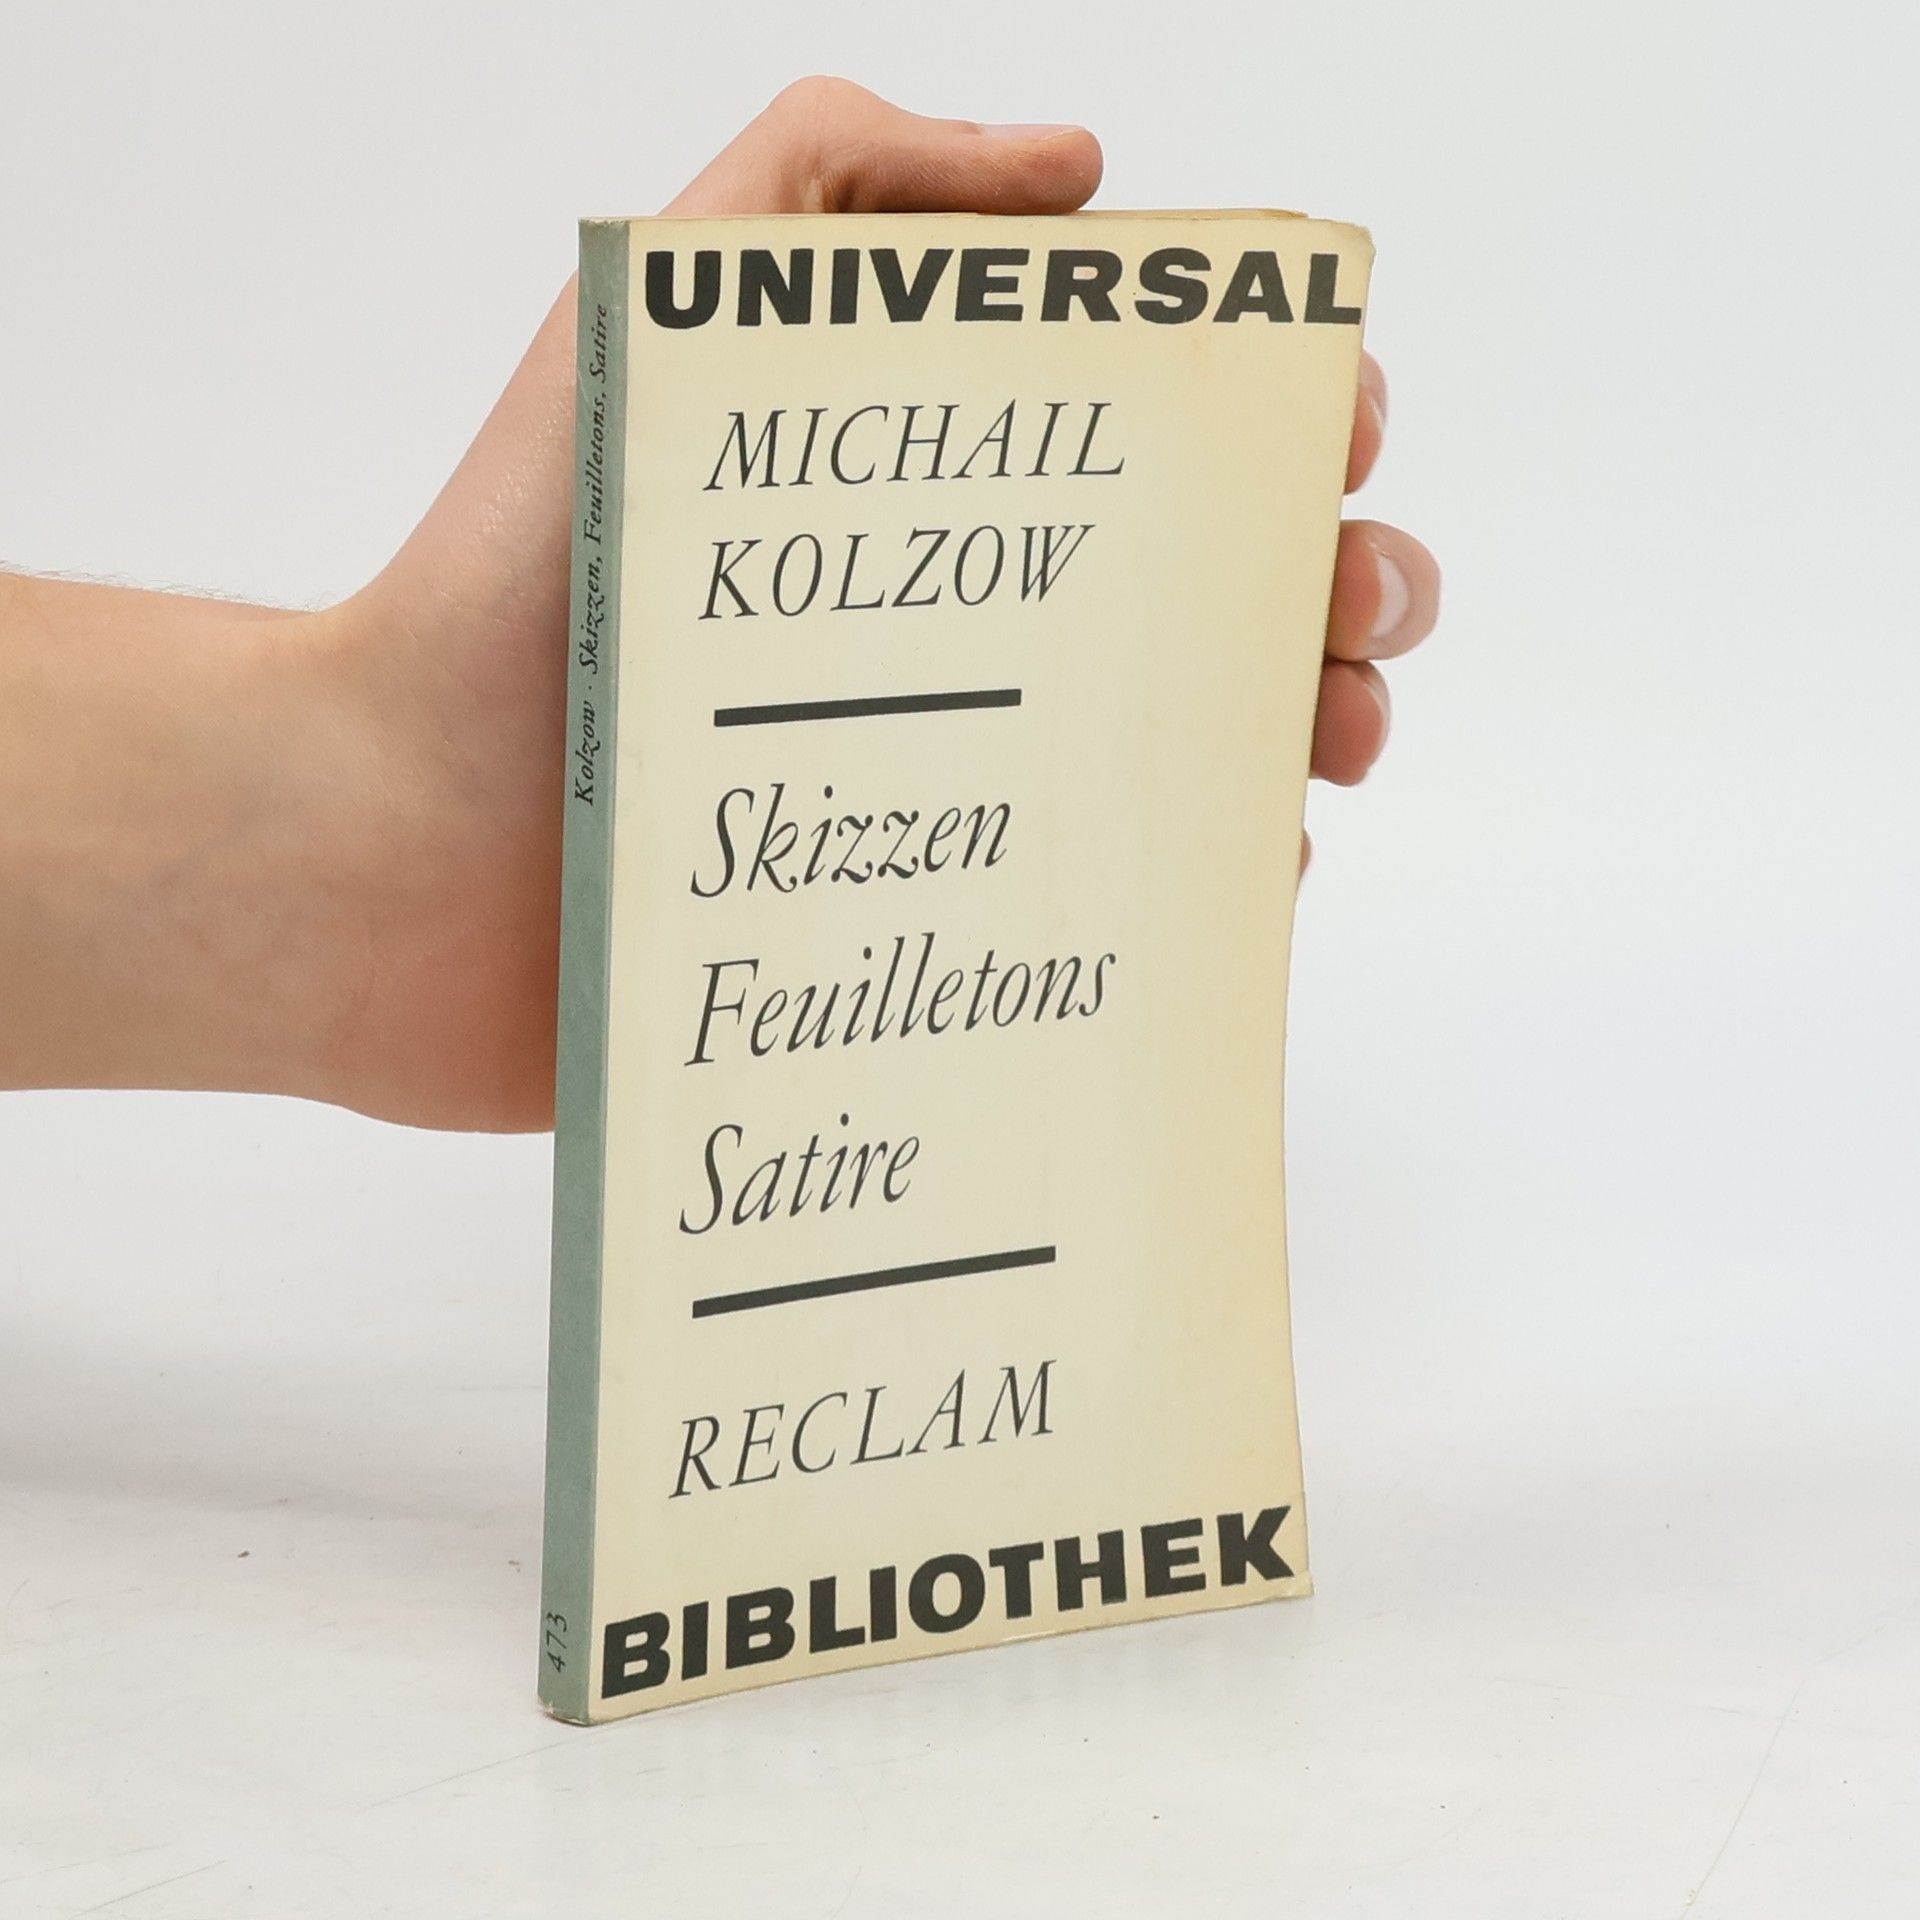 UNIVERSAL
MICHAIL
KOLZOW
Skizzen
Feuilletons
Satire
RECLAM
BIBLIOTHEK
Kolzow · Skizzen, Feuilletons, Satire
473